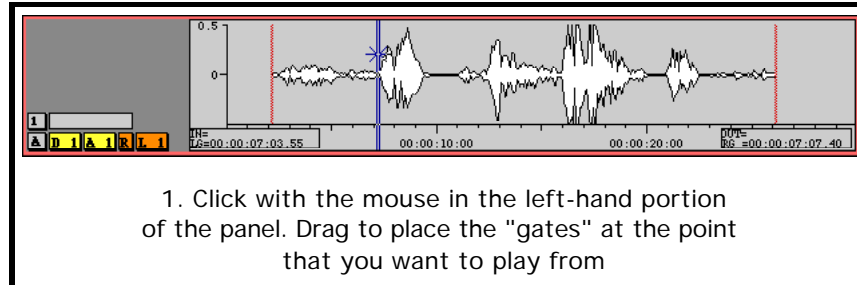 0.5
0
1
A D 1 A 1 R L 1
IN=
LG=00:00:07:03.55
00:00:10:00
00:00:20:00
OUT=
RG =00:00:07:07.40
1. Click with the mouse in the left-hand portion
of the panel. Drag to place the "gates" at the point
that you want to play from